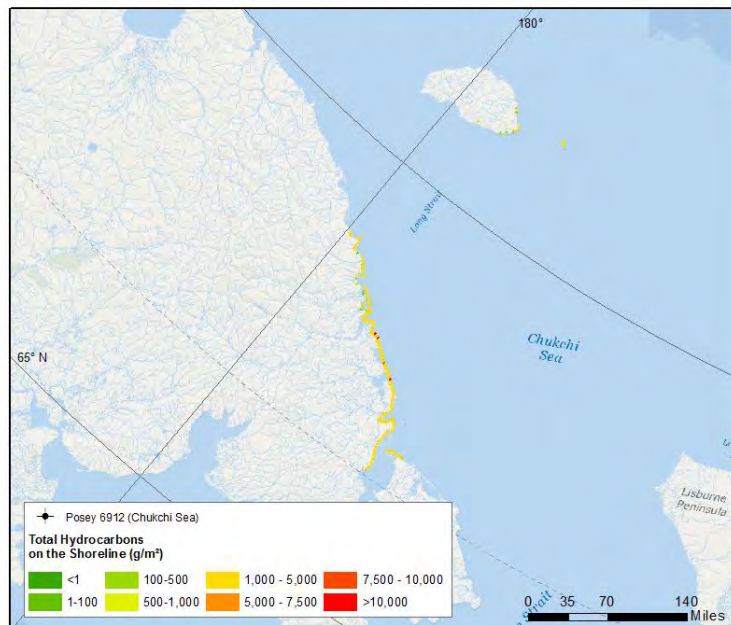 180°
Long Strait
Chukchi
Sea
65° N
Lisburne
Peninsula
Posey 6912 (Chukchi Sea)
Total Hydrocarbons
on the Shoreline (g/m²)
<1
100-500
1,000 - 5,000
7,500 - 10,000
1-100
500-1,000
5,000 - 7,500
>10,000
Strait
0 35 70 140
Miles